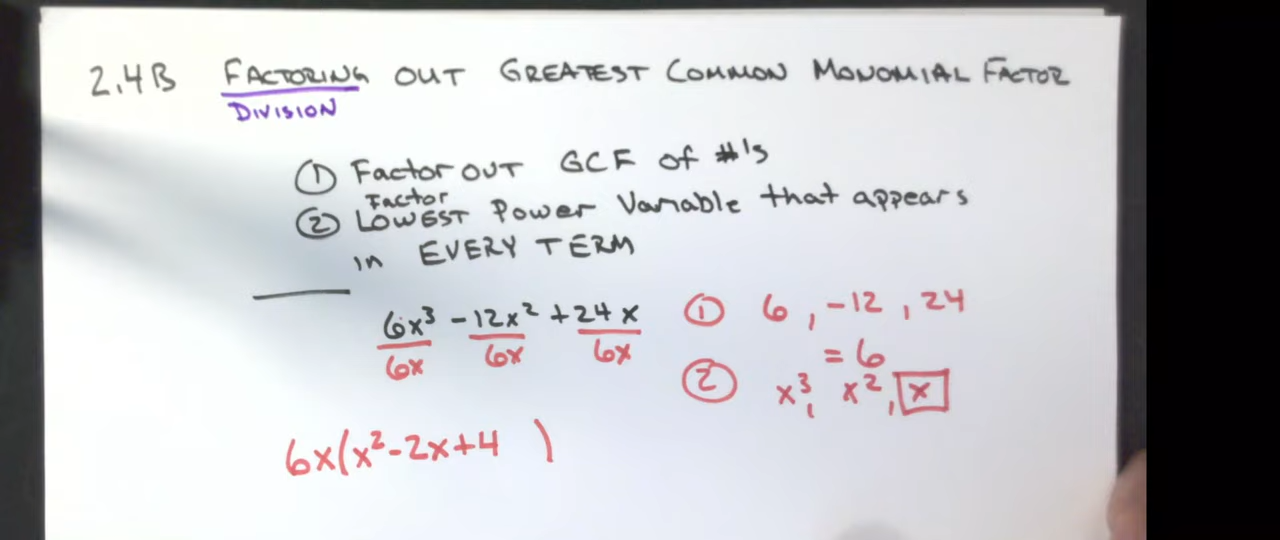 2.4B FACTORING OUT GREATEST COMMON MONOMIAL FACTOR
DIVISION
① Factor OUT GCF of #'s
Factor
② LOWEST Power Variable that appears
in EVERY TERM
6x³ - 12x² + 24x
6x 6x 6x
① 6, -12, 24
= 6
② x³, x², x
6x(x² - 2x + 4 )